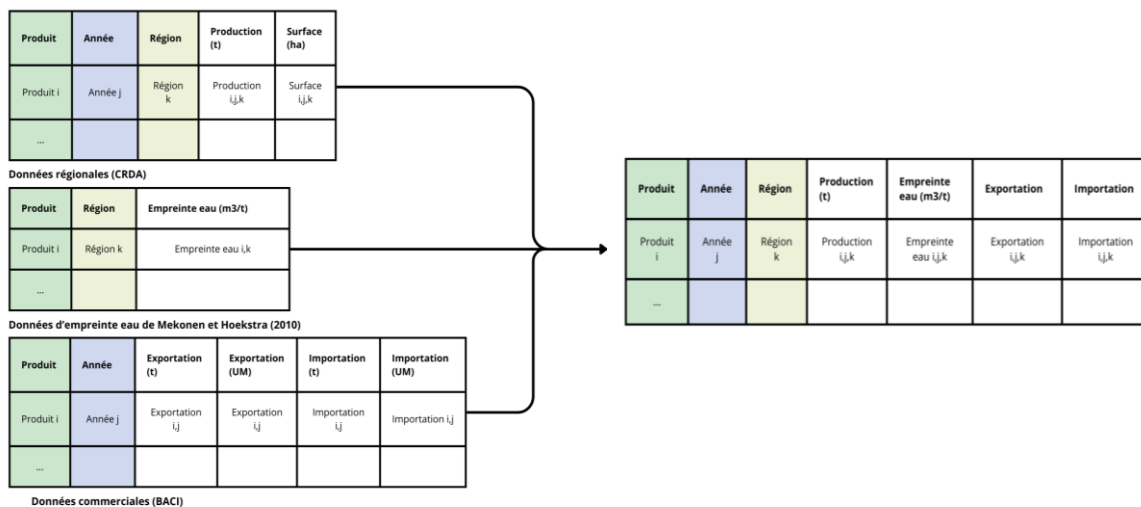 Produit Année Région Production (t) Surface (ha)
Produit i Année j Région k Production i,j,k Surface i,j,k
...
Données régionales (CRDA)
Produit Région Empreinte eau (m3/t)
Produit i Région k Empreinte eau i,k
...
Données d'empreinte eau de Mekonen et Hoekstra (2010)
Produit Année Exportation (t) Exportation (UM) Importation (t) Importation (UM)
Produit i Année j Exportation i,j Exportation i,j Importation i,j Importation i,j
...
Données commerciales (BACI)
Produit Année Région Production (t) Empreinte eau (m3/t) Exportation Importation
Produit i Année j Région k Production i,j,k Empreinte eau i,j,k Exportation i,j,k Importation i,j,k
...